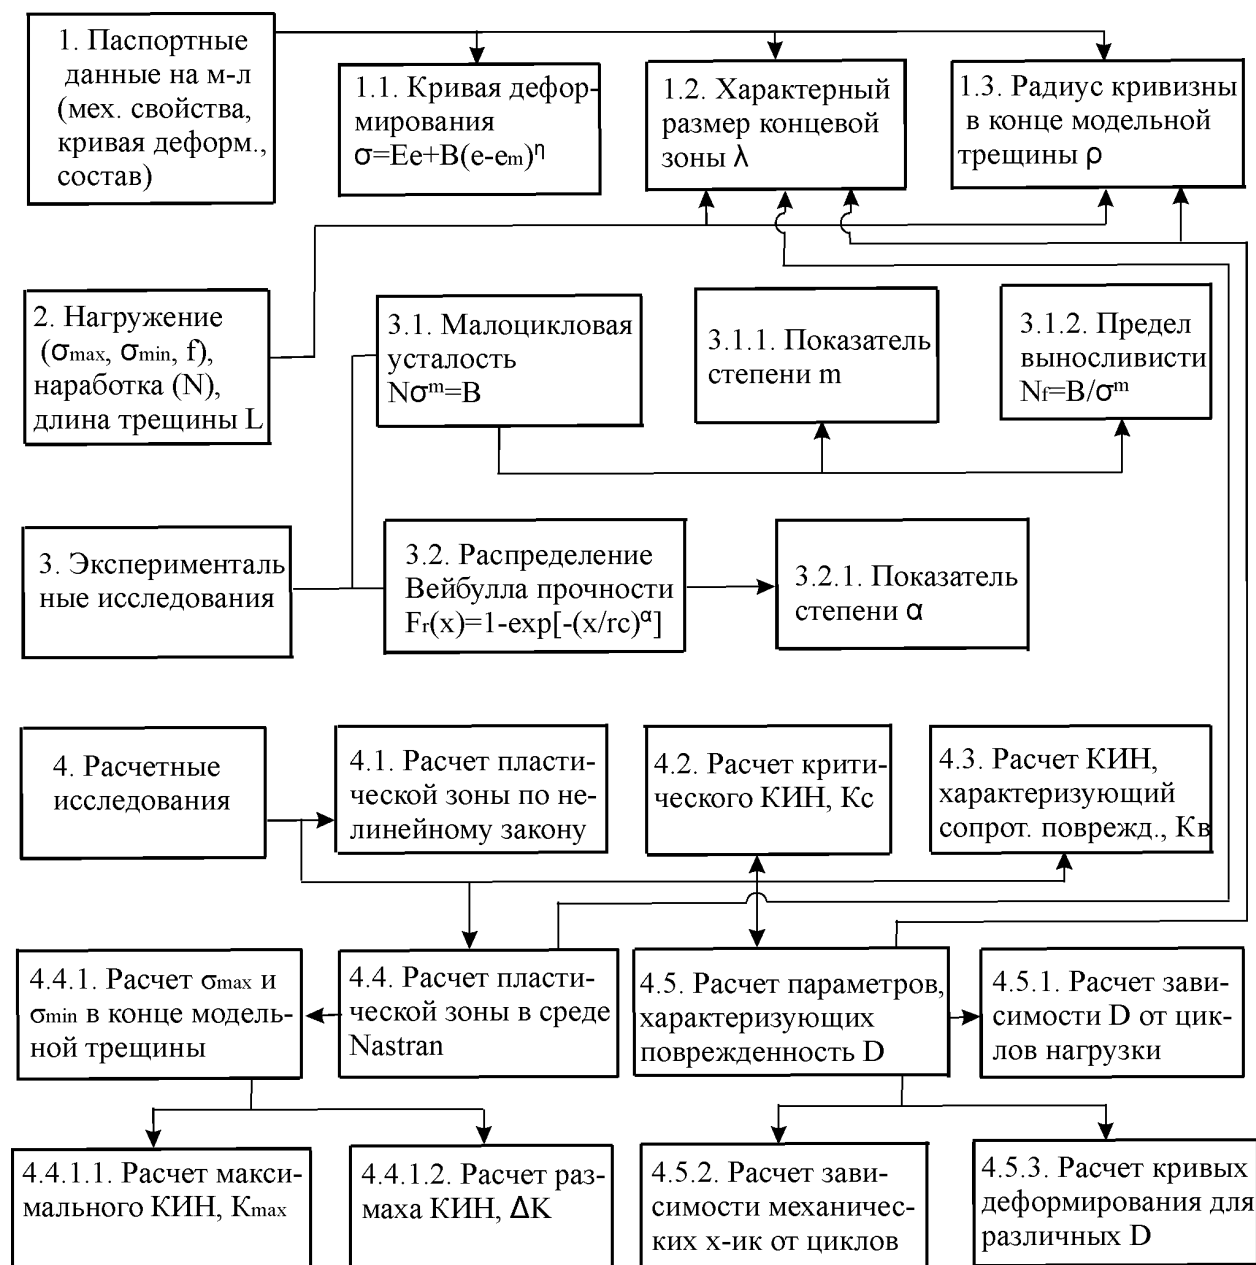 1. Паспортные
данные на м-л
(мех. свойства,
кривая деформ.,
состав)
1.1. Кривая дефор-
мирования
σ=Ee+B(e-eₘ)^η
1.2. Характерный
размер концевой
зоны λ
1.3. Радиус кривизны
в конце модельной
трещины ρ
2. Нагружение
(σmax, σmin, f),
наработка (N),
длина трещины L
3.1. Малоцикловая
усталость
Nσᵐ=B
3.1.1. Показатель
степени m
3.1.2. Предел
выносливисти
Nf=B/σᵐ
3. Эксперименталь
ные исследования
3.2. Распределение
Вейбулла прочности
Fr(x)=1-exp[-(x/rc)^α]
3.2.1. Показатель
степени α
4. Расчетные
исследования
4.1. Расчет пласти-
ческой зоны по не-
линейному закону
4.2. Расчет крити-
ческого КИН, Кс
4.3. Расчет КИН,
характеризующий
сопрот. поврежд., Кв
4.4.1. Расчет σmax и
σmin в конце модель-
ной трещины
4.4. Расчет пласти-
ческой зоны в среде
Nastran
4.5. Расчет параметров,
характеризующих
поврежденность D
4.5.1. Расчет зави-
симости D от цик-
лов нагрузки
4.4.1.1. Расчет макси-
мального КИН, Kmax
4.4.1.2. Расчет раз-
маха КИН, ΔK
4.5.2. Расчет зави-
симости механичес-
ких х-ик от циклов
4.5.3. Расчет кривых
деформирования для
различных D